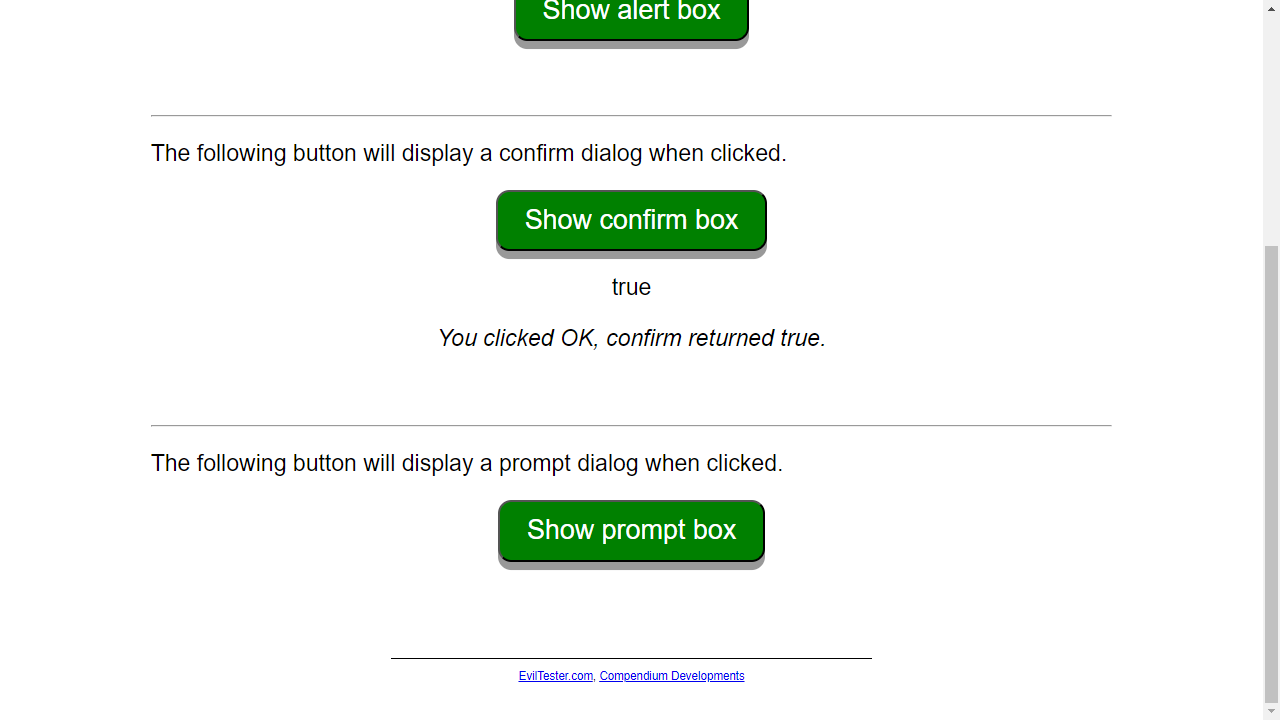 Show alert box
The following button will display a confirm dialog when clicked.
Show confirm box
true
You clicked OK, confirm returned true.
The following button will display a prompt dialog when clicked.
Show prompt box
EvilTester.com, Compendium Developments